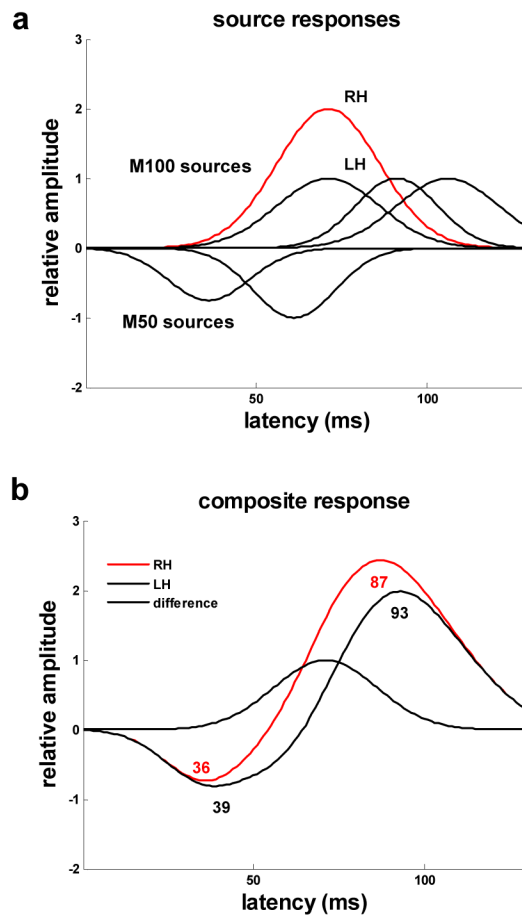 a
source responses
3
2
1
0
-1
-2
relative amplitude
RH
M100 sources
LH
M50 sources
50
100
latency (ms)
b
composite response
3
2
1
0
-1
-2
relative amplitude
RH
LH
difference
87
93
36
39
50
100
latency (ms)